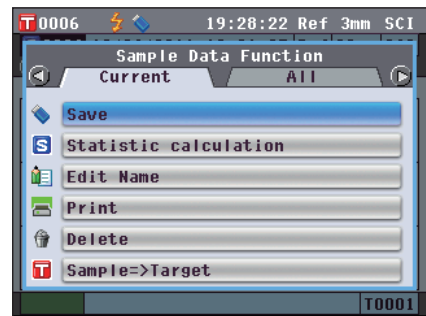 T 0006 19:28:22 Ref 3mm SCI
Sample Data Function
Current All
Save
S Statistic calculation
Edit Name
Print
Delete
T Sample=>Target
T0001